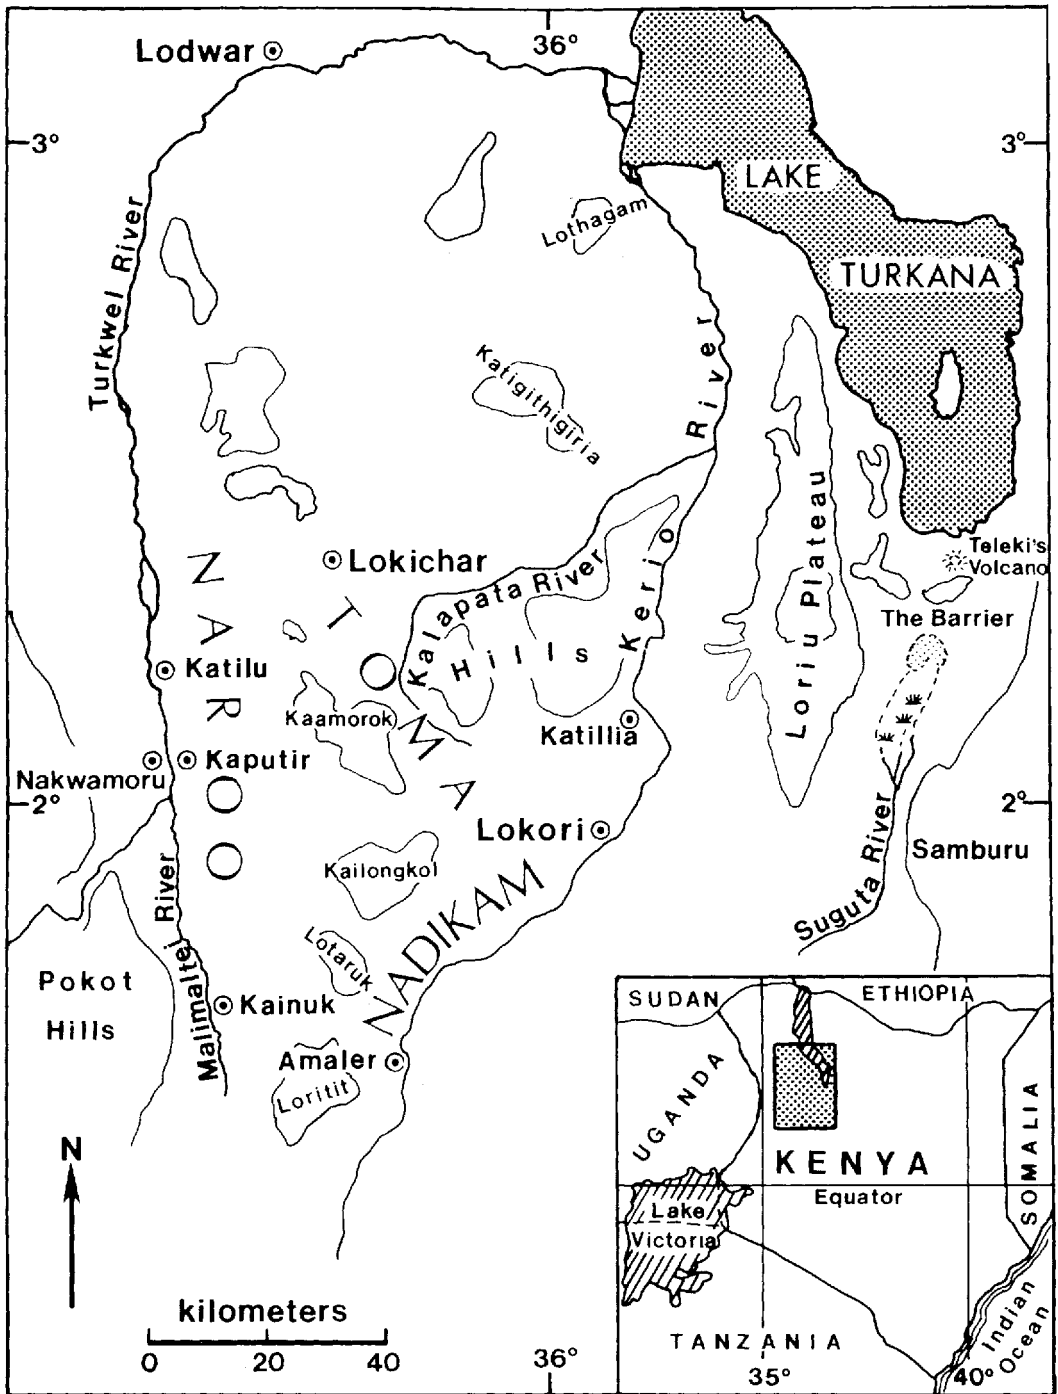 Lodwar
36°
3°
3°
LAKE
TURKANA
Turkwel River
Lothagam
Katigithigiria
River
Kerio
Loriu Plateau
Teleki's
Volcano
The Barrier
NAROO
TOMA
Lokichar
Kalapata River
Hills
Katilu
Kaamorok
Katillia
Nakwamoru
Kaputir
2°
2°
Lokori
Samburu
Suguta River
Kailongkol
NADIKAM
Lotaruk
Malimaltei River
Pokot
Hills
Kainuk
Amaler
Loritit
N
kilometers
0 20 40
36°
SUDAN
ETHIOPIA
UGANDA
SOMALIA
KENYA
Equator
Lake
Victoria
TANZANIA
Indian
Ocean
35°
40°